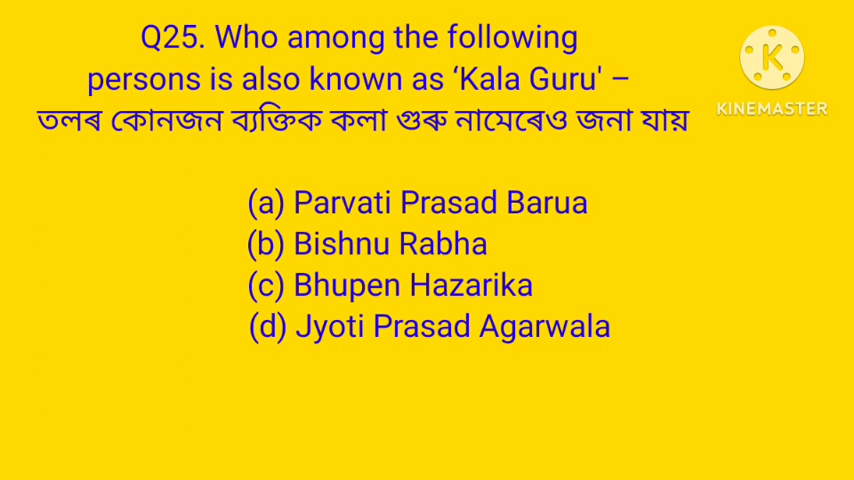 Q25. Who among the following
persons is also known as ‘Kala Guru' –
তলৰ কোনজন ব্যক্তিক কলা গুৰু নামেৰেও জনা যায়
(a) Parvati Prasad Barua
(b) Bishnu Rabha
(c) Bhupen Hazarika
(d) Jyoti Prasad Agarwala
K
KINEMASTER